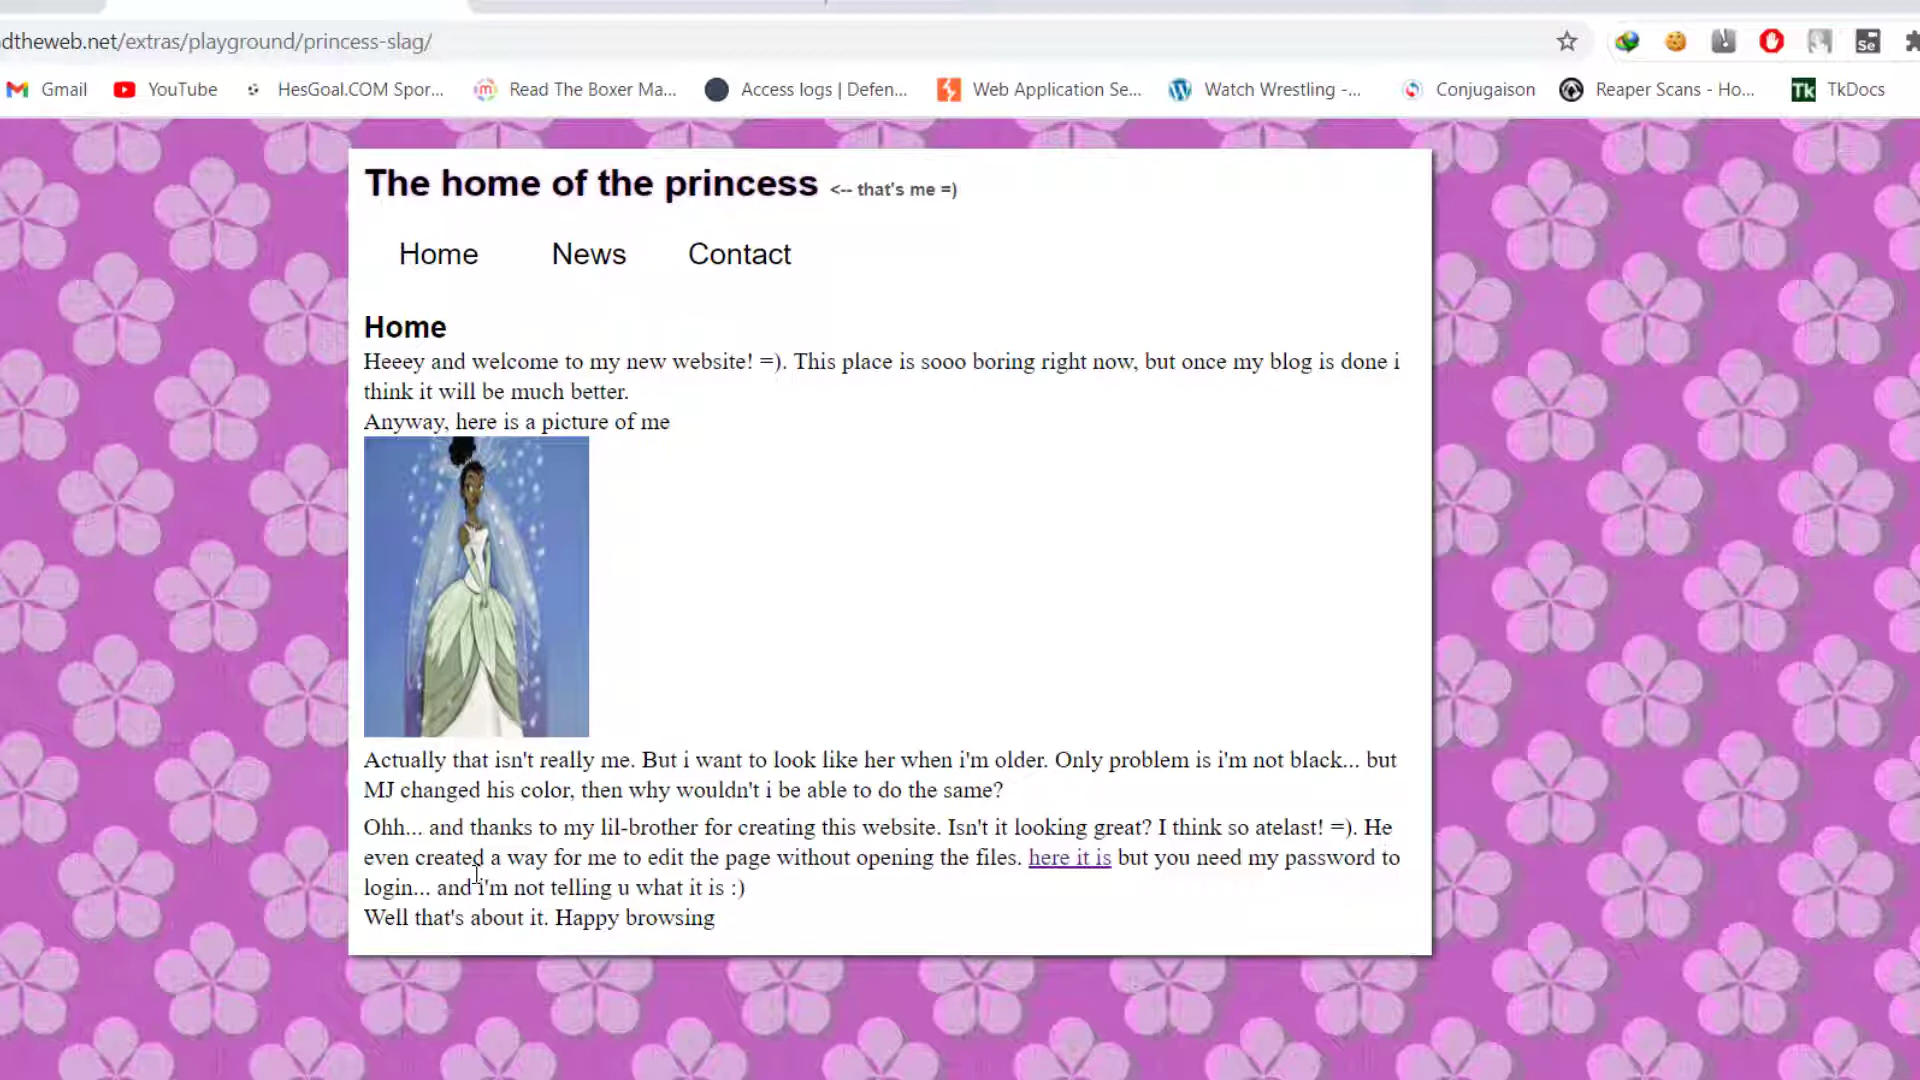 dtheweb.net/extras/playground/princess-slag/
Gmail YouTube HesGoal.COM Spor... Read The Boxer Ma... Access logs | Defen... Web Application Se... Watch Wrestling -... Conjugaison Reaper Scans - Ho... Tk TkDocs
The home of the princess <-- that's me =)
Home News Contact
Home
Heeey and welcome to my new website! =). This place is sooo boring right now, but once my blog is done i
think it will be much better.
Anyway, here is a picture of me
Actually that isn't really me. But i want to look like her when i'm older. Only problem is i'm not black... but
MJ changed his color, then why wouldn't i be able to do the same?
Ohh... and thanks to my lil-brother for creating this website. Isn't it looking great? I think so atelast! =). He
even created a way for me to edit the page without opening the files. here it is but you need my password to
login... and i'm not telling u what it is :)
Well that's about it. Happy browsing